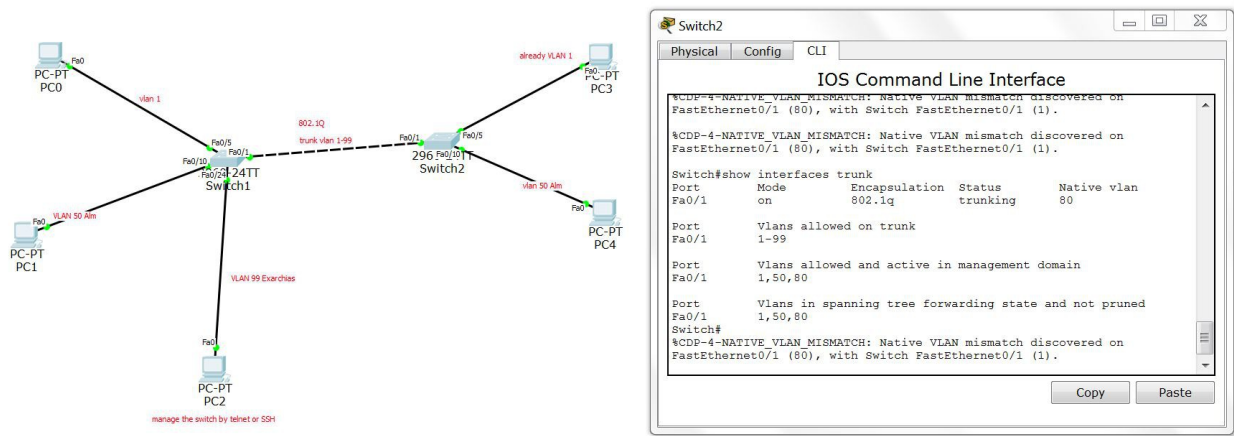 PC-PT
PC0
Fa0
vlan 1
already VLAN 1
Fa0
PC-PT
PC3
802.1Q
trunk vlan 1-99
Fa0/5
Fa0/1
Fa0/10
Fa0/24
24TT
Switch1
Fa0/1
Fa0/5
Fa0/10
Switch2
vlan 50 Alm
Fa0
PC-PT
PC4
VLAN 50 Alm
Fa0
PC-PT
PC1
VLAN 99 Exarchias
Fa0
PC-PT
PC2
manage the switch by telnet or SSH
Switch2
Physical Config CLI
IOS Command Line Interface
%CDP-4-NATIVE_VLAN_MISMATCH: Native VLAN mismatch discovered on
FastEthernet0/1 (80), with Switch FastEthernet0/1 (1).
%CDP-4-NATIVE_VLAN_MISMATCH: Native VLAN mismatch discovered on
FastEthernet0/1 (80), with Switch FastEthernet0/1 (1).
Switch#show interfaces trunk
Port Mode Encapsulation Status Native vlan
Fa0/1 on 802.1q trunking 80
Port Vlans allowed on trunk
Fa0/1 1-99
Port Vlans allowed and active in management domain
Fa0/1 1,50,80
Port Vlans in spanning tree forwarding state and not pruned
Fa0/1 1,50,80
Switch#
%CDP-4-NATIVE_VLAN_MISMATCH: Native VLAN mismatch discovered on
FastEthernet0/1 (80), with Switch FastEthernet0/1 (1).
Copy Paste